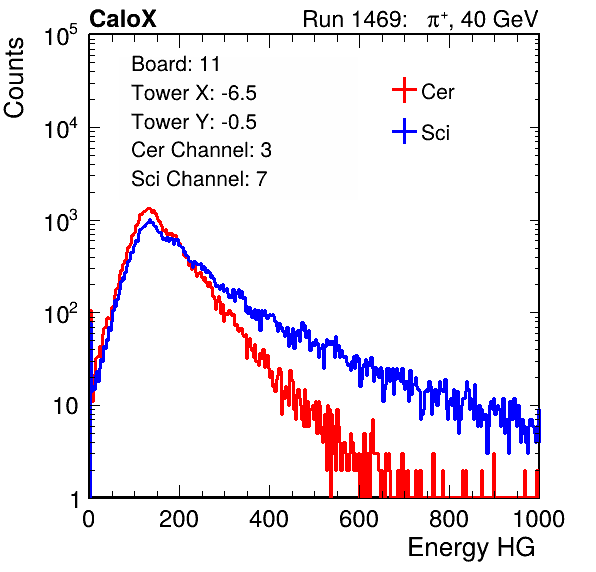 CaloX Run 1469: π⁺, 40 GeV
Counts
10⁵
10⁴
10³
10²
10
1
Board: 11
Tower X: -6.5
Tower Y: -0.5
Cer Channel: 3
Sci Channel: 7
Cer
Sci
0 200 400 600 800 1000
Energy HG